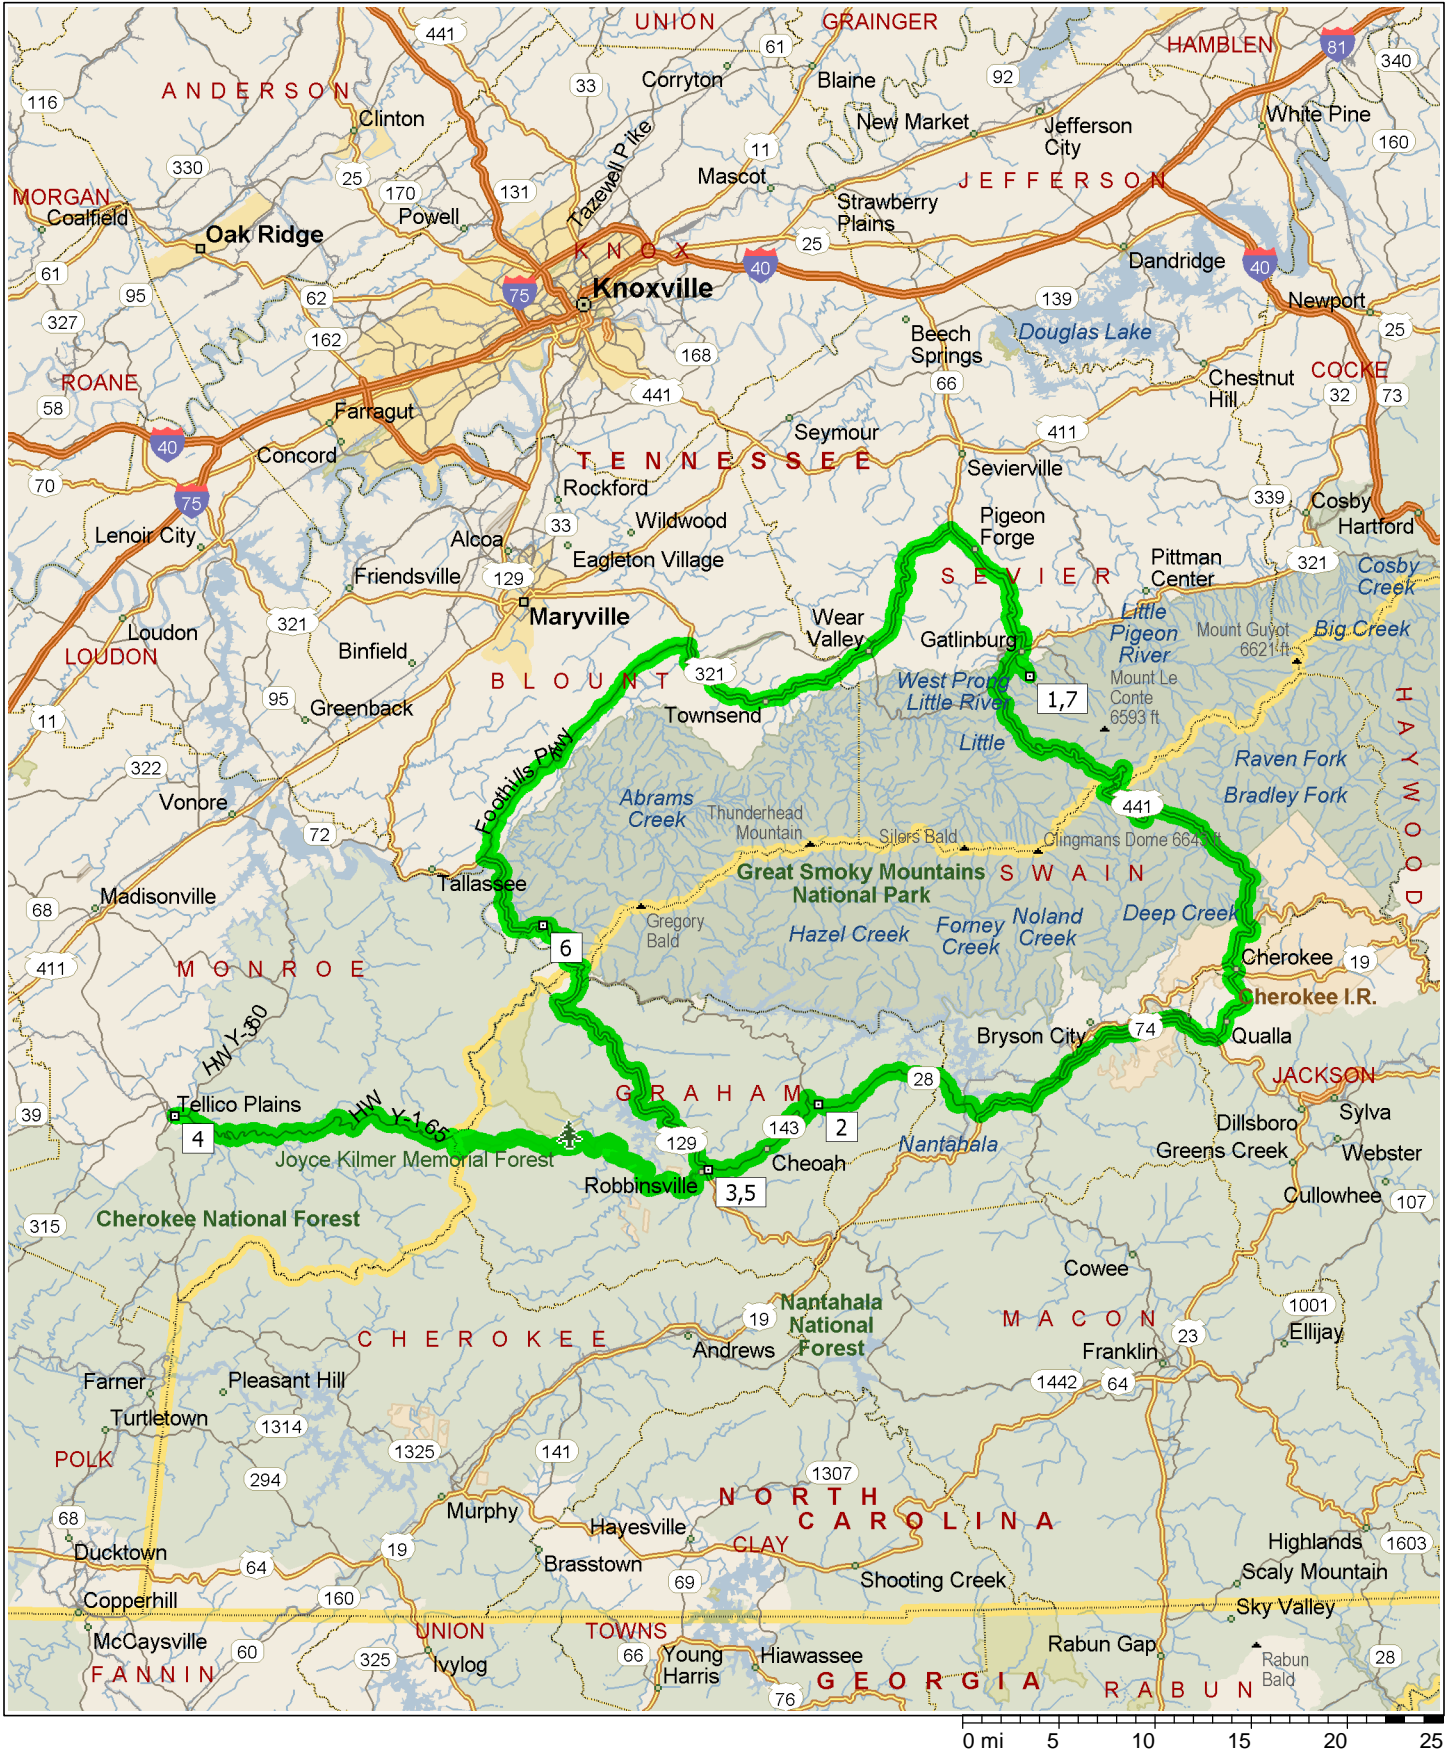 441
UNION
GRAINGER
61
HAMBLEN
81
340
Corryton
Blaine
92
33
ANDERSON
116
Clinton
New Market
Jefferson
City
White Pine
160
11
Tazewell Pike
330
25
170
131
Mascot
JEFFERSON
MORGAN
Coalfield
Powell
Strawberry
Plains
Oak Ridge
KNOX
25
40
Dandridge
40
61
95
62
75
Knoxville
139
Newport
327
162
168
Beech
Springs
Douglas Lake
25
ROANE
66
Chestnut
Hill
COCKE
58
441
32
73
Farragut
40
Concord
Seymour
411
TENNESSEE
Sevierville
70
75
Rockford
339
Cosby
Hartford
Lenoir City
33
Wildwood
Pigeon
Forge
Alcoa
Eagleton Village
Pittman
Center
321
Friendsville
129
SEVIER
Cosby
Creek
Maryville
Wear
Valley
Little
Pigeon
River
Loudon
321
Gatlinburg
Mount Guyot
6621 ft
Big Creek
LOUDON
Binfield
BLOUNT
321
West Prong
Little River
1,7
Mount Le
Conte
6593 ft
HAYWOOD
95
Greenback
Townsend
11
Little
Foothills Pkwy
Raven Fork
322
Abrams
Creek
Bradley Fork
Vonore
Thunderhead
Mountain
441
72
Silers Bald
Clingmans Dome 6643 ft
Great Smoky Mountains
National Park
SWAIN
Tallassee
Madisonville
68
Gregory
Bald
Hazel Creek
Forney
Creek
Noland
Creek
Deep Creek
6
411
MONROE
Cherokee
19
Cherokee I.R.
HWY-360
Bryson City
74
Qualla
GRAHAM
28
JACKSON
39
Tellico Plains
HWY-165
2
Dillsboro
Sylva
4
129
143
Nantahala
Webster
Joyce Kilmer Memorial Forest
Cheoah
Greens Creek
Robbinsville
3,5
Cullowhee
107
315
Cherokee National Forest
Cowee
Nantahala
National
Forest
1001
CHEROKEE
19
MACON
23
Ellijay
Andrews
Franklin
Farner
Pleasant Hill
1442
64
Turtletown
1314
1325
141
POLK
294
1307
NORTH
CAROLINA
68
Murphy
Hayesville
CLAY
Highlands
1603
Ducktown
19
Brasstown
64
69
Shooting Creek
Scaly Mountain
Copperhill
160
Sky Valley
McCaysville
UNION
TOWNS
60
325
Ivylog
66
Young
Harris
Hiawassee
Rabun Gap
Rabun
Bald
28
FANNIN
GEORGIA
RABUN
76
0 mi 5 10 15 20 25